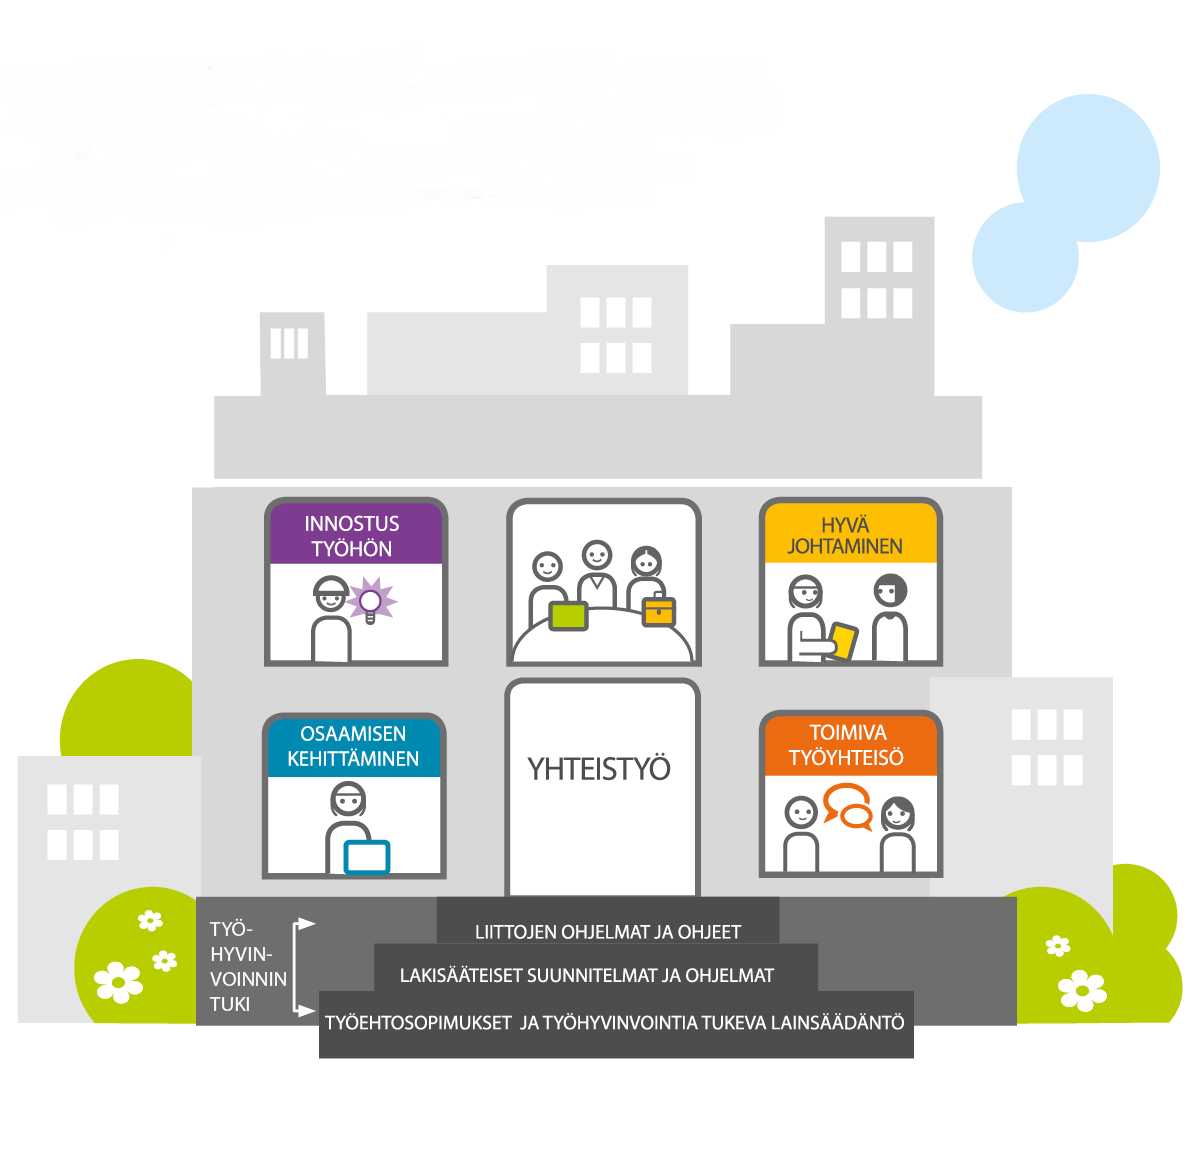 INNOSTUS
TYÖHÖN
HYVÄ
JOHTAMINEN
OSAAMISEN
KEHITTÄMINEN
YHTEISTYÖ
TOIMIVA
TYÖYHTEISÖ
TYÖ-
HYVIN-
VOINNIN
TUKI
LIITTOJEN OHJELMAT JA OHJEET
LAKISÄÄTEISET SUUNNITELMAT JA OHJELMAT
TYÖEHTOSOPIMUKSET JA TYÖHYVINVOINTIA TUKEVA LAINSÄÄDÄNTÖ